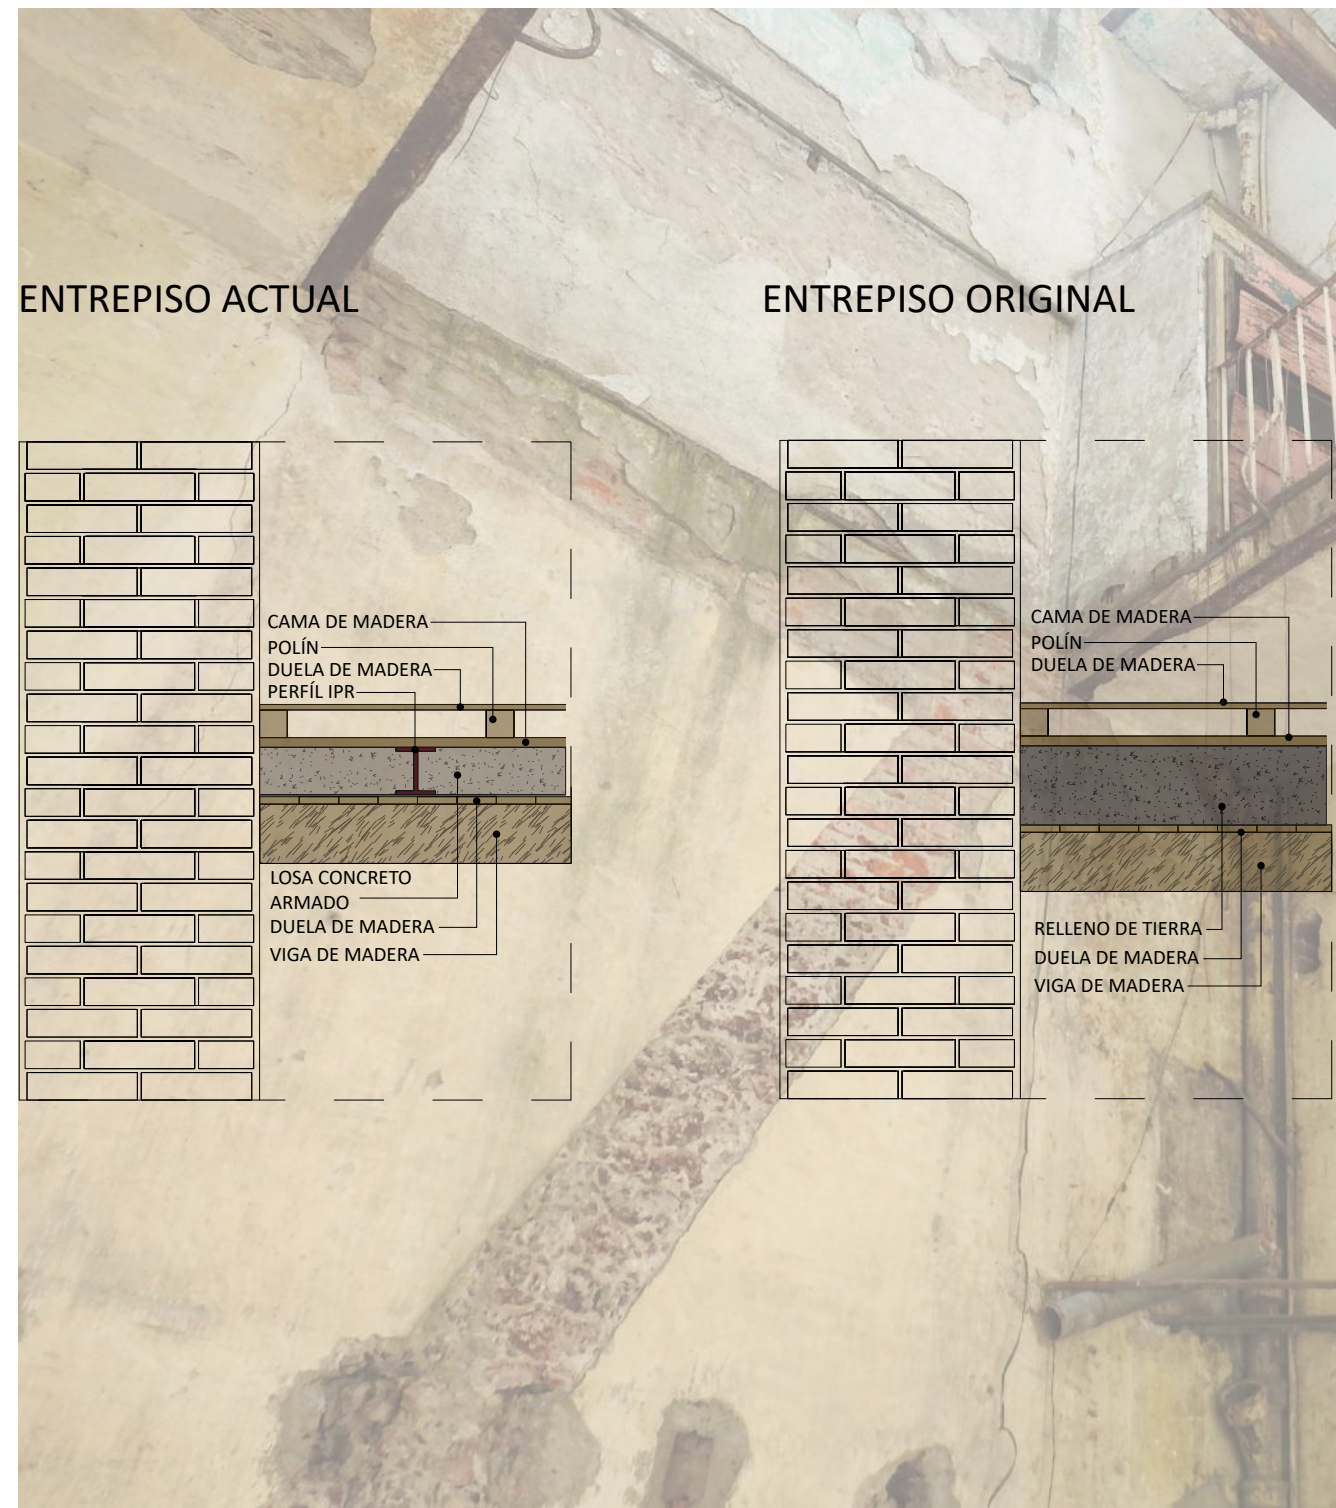 ENTREPISO ACTUAL
CAMA DE MADERA
POLÍN
DUELA DE MADERA
PERFÍL IPR
LOSA CONCRETO
ARMADO
DUELA DE MADERA
VIGA DE MADERA
ENTREPISO ORIGINAL
CAMA DE MADERA
POLÍN
DUELA DE MADERA
RELLENO DE TIERRA
DUELA DE MADERA
VIGA DE MADERA